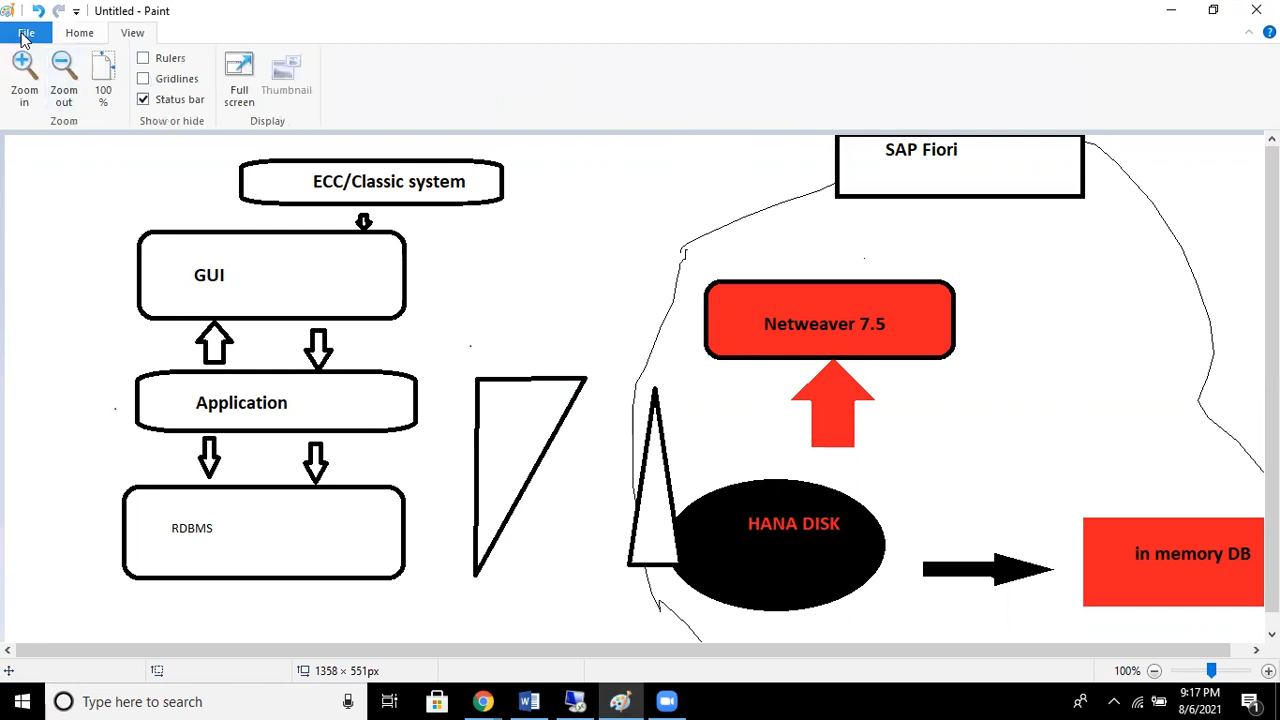 Untitled - Paint
File Home View
Zoom in
Zoom out
100 %
Rulers
Gridlines
Status bar
Full screen
Thumbnail
Zoom
Show or hide
Display
ECC/Classic system
SAP Fiori
GUI
Netweaver 7.5
Application
HANA DISK
RDBMS
in memory DB
1358 × 551px
100%
Type here to search
9:17 PM
8/6/2021
1